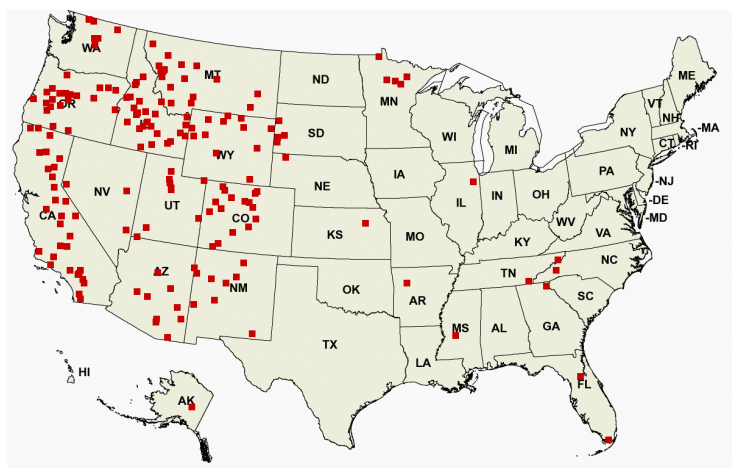 WA
MT
ND
MN
ME
OR
SD
WI
MI
VT
NH
NY
-MA
CT
-RI
WY
IA
PA
NE
NV
UT
CO
IL
IN
OH
-NJ
-DE
-MD
CA
KS
MO
WV
VA
KY
AZ
NM
OK
AR
TN
NC
SC
TX
LA
MS
AL
GA
HI
AK
FL